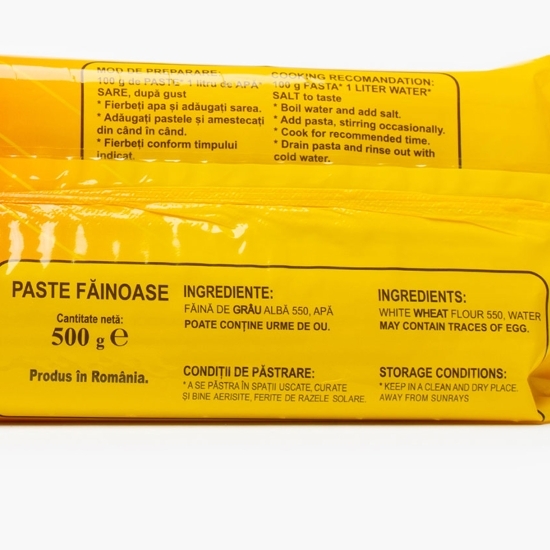 MOD DE PREPARARE:
100 g de PASTE* 1 litru de APĂ*
SARE, după gust
* Fierbeți apa și adăugați sarea.
* Adăugați pastele și amestecați
din când în când.
* Fierbeți conform timpului
indicat.
COOKING RECOMANDATION:
100 g PASTA* 1 LITER WATER*
SALT to taste
* Boil water and add salt.
* Add pasta, stirring occasionally.
* Cook for recommended time.
* Drain pasta and rinse out with
cold water.
PASTE FĂINOASE
Cantitate netă:
500 g ℮
Produs în România.
INGREDIENTE:
FĂINĂ DE GRÂU ALBĂ 550, APĂ
POATE CONȚINE URME DE OU.
CONDIȚII DE PĂSTRARE:
* A SE PĂSTRA ÎN SPAȚII USCATE, CURATE
ȘI BINE AERISITE, FERITE DE RAZELE SOLARE.
INGREDIENTS:
WHITE WHEAT FLOUR 550, WATER
MAY CONTAIN TRACES OF EGG.
STORAGE CONDITIONS:
* KEEP IN A CLEAN AND DRY PLACE.
AWAY FROM SUNRAYS